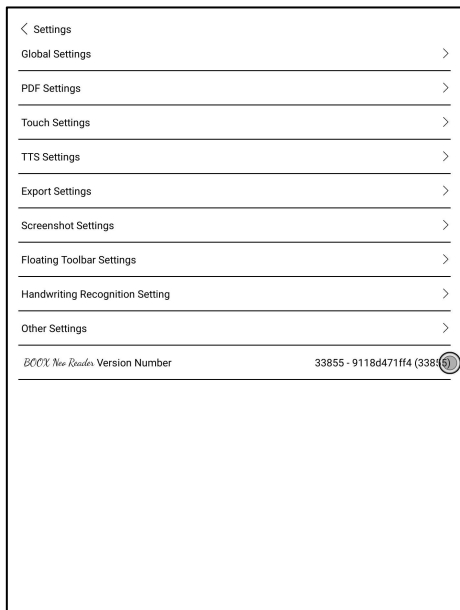 Settings
Global Settings
PDF Settings
Touch Settings
TTS Settings
Export Settings
Screenshot Settings
Floating Toolbar Settings
Handwriting Recognition Setting
Other Settings
BOOX Neo Reader Version Number 33855 - 9118d471ff4 (33855)